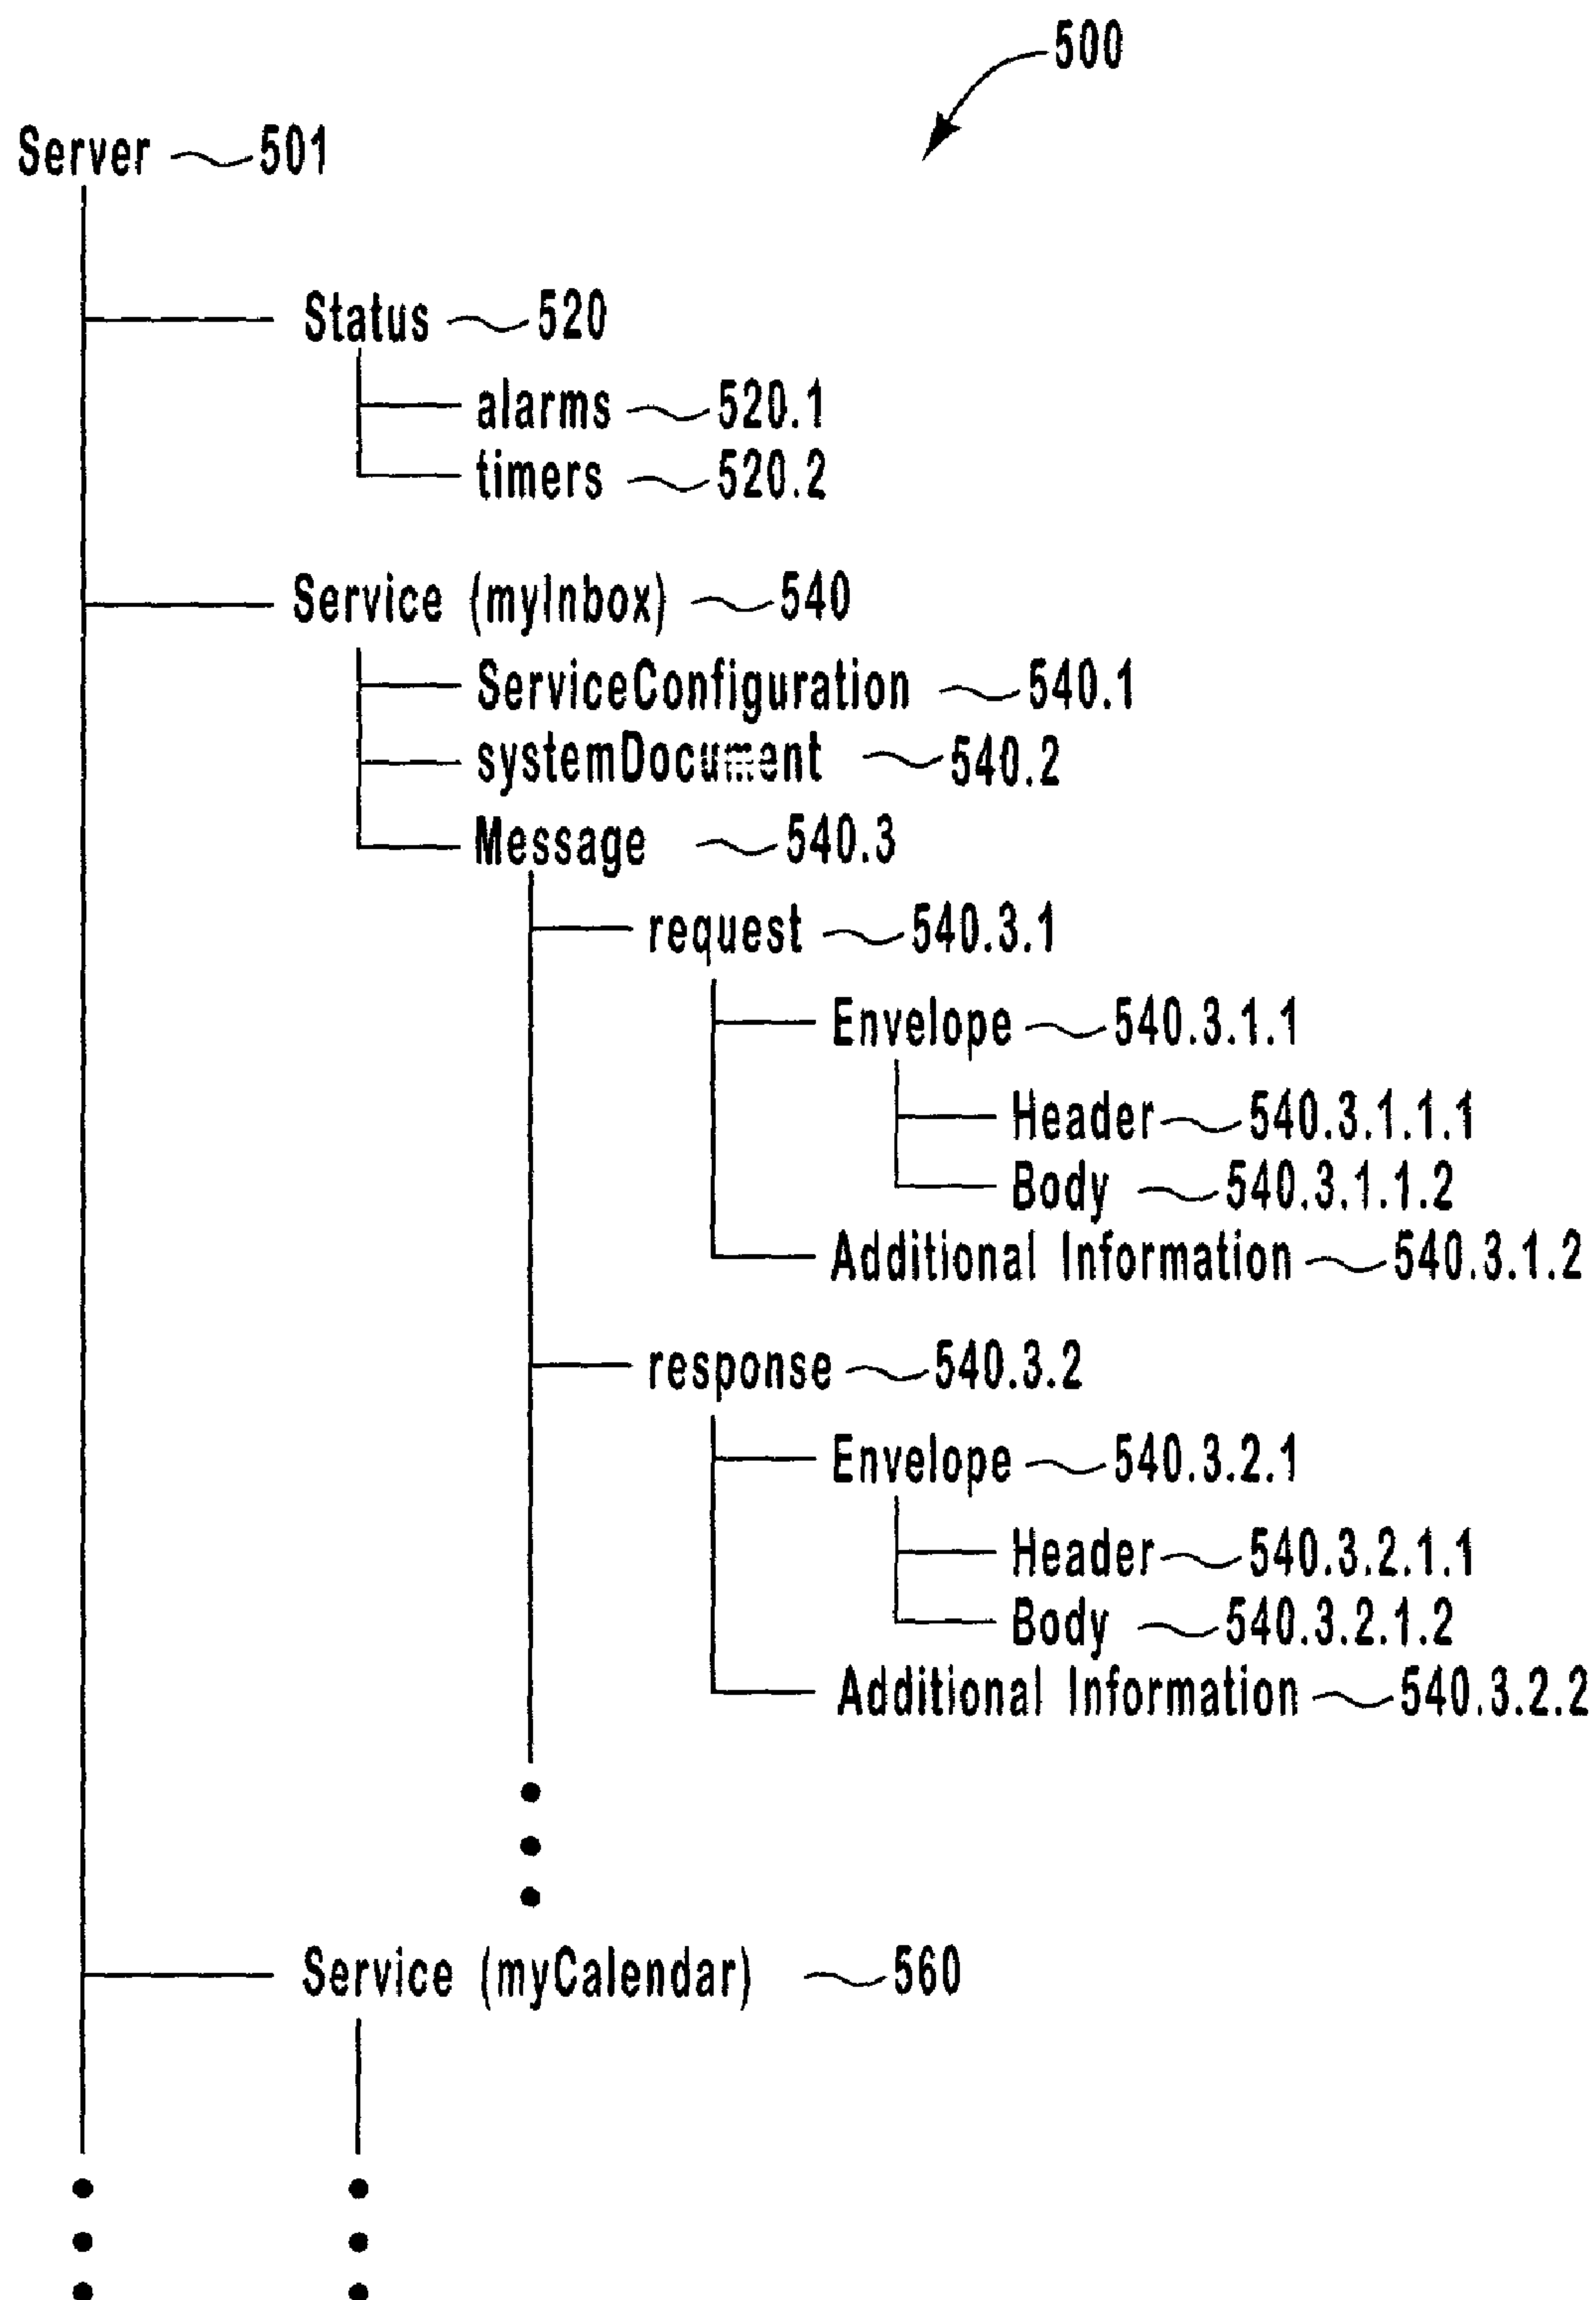 500
Server 501
Status 520
alarms 520.1
timers 520.2
Service (myInbox) 540
ServiceConfiguration 540.1
systemDocument 540.2
Message 540.3
request 540.3.1
Envelope 540.3.1.1
Header 540.3.1.1.1
Body 540.3.1.1.2
Additional Information 540.3.1.2
response 540.3.2
Envelope 540.3.2.1
Header 540.3.2.1.1
Body 540.3.2.1.2
Additional Information 540.3.2.2
Service (myCalendar) 560